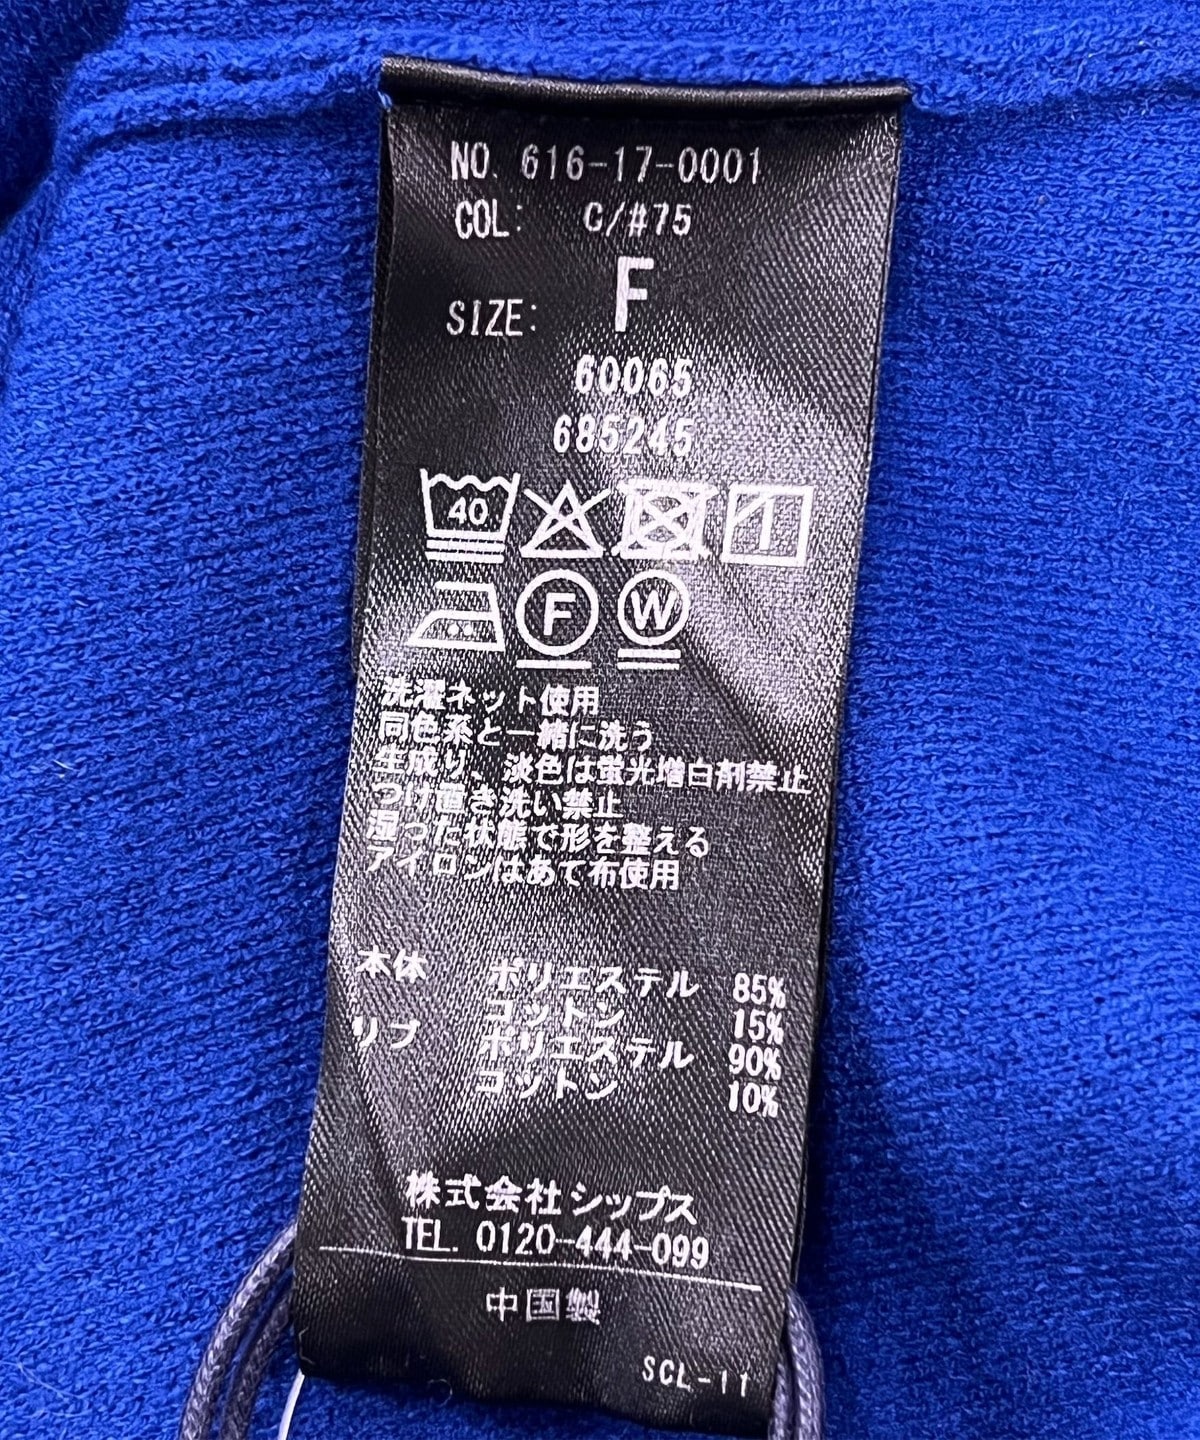 NO. 616-17-0001
COL: C/#75
SIZE: F
60065
685245
40
F W
洗濯ネット使用
同色系と一緒に洗う
生成り、淡色は蛍光増白剤禁止
つけ置き洗い禁止
湿った状態で形を整える
アイロンはあて布使用
本体 ポリエステル 85%
コットン 15%
リブ ポリエステル 90%
コットン 10%
株式会社シップス
TEL. 0120-444-099
中国製
SCL-11